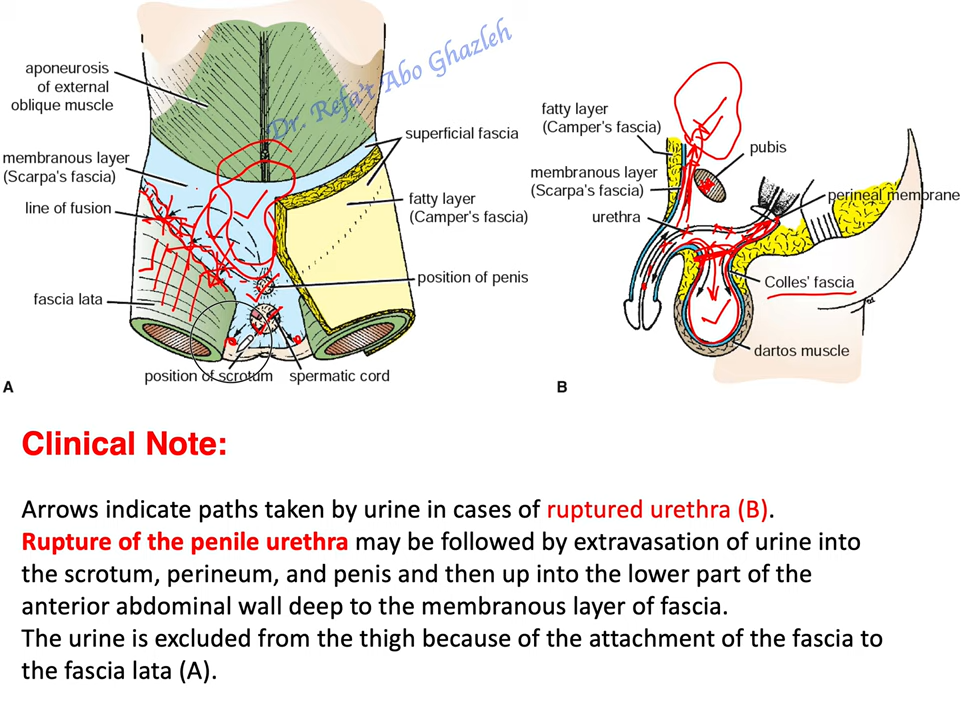 Dr. Refa't Abo Ghazleh
aponeurosis
of external
oblique muscle
membranous layer
(Scarpa's fascia)
line of fusion
fascia lata
superficial fascia
fatty layer
(Camper's fascia)
position of penis
position of scrotum
spermatic cord
A
fatty layer
(Camper's fascia)
membranous layer
(Scarpa's fascia)
urethra
pubis
perineal membrane
Colles' fascia
dartos muscle
B
Clinical Note:
Arrows indicate paths taken by urine in cases of ruptured urethra (B).
Rupture of the penile urethra may be followed by extravasation of urine into
the scrotum, perineum, and penis and then up into the lower part of the
anterior abdominal wall deep to the membranous layer of fascia.
The urine is excluded from the thigh because of the attachment of the fascia to
the fascia lata (A).